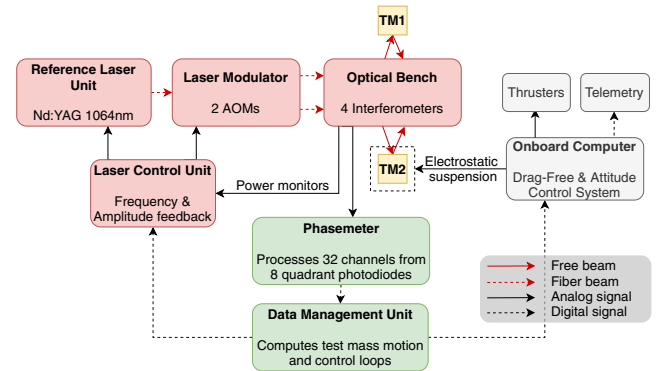 TM1
Reference Laser
Unit
Nd:YAG 1064nm
Laser Modulator
2 AOMs
Optical Bench
4 Interferometers
Thrusters
Telemetry
TM2
Electrostatic
suspension
Onboard Computer
Drag-Free & Attitude
Control System
Laser Control Unit
Frequency &
Amplitude feedback
Power monitors
Phasemeter
Processes 32 channels from
8 quadrant photodiodes
Free beam
Fiber beam
Analog signal
Digital signal
Data Management Unit
Computes test mass motion
and control loops